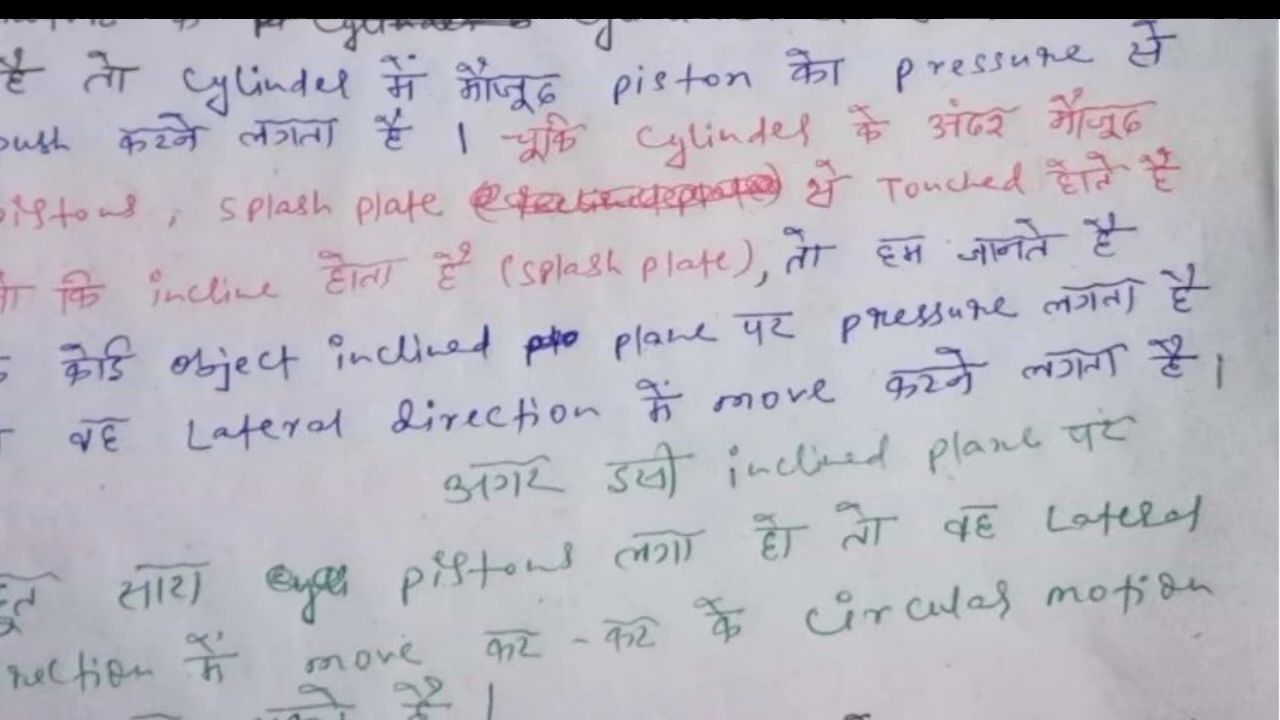 cylinder
है तो cylinder में मौजूद piston को pressure से
push करने लगता है । चूकि cylinder के अंदर मौजूद
pistons, splash plate से Touched होते है
कि incline होता है (splash plate), तो हम जानते है
कोई object inclined plane पर pressure लगता है
वह Lateral direction में move करने लगता है ।
अगर इसी inclined plane पर
सारा pistons लगा हो तो वह Lateral
rection में move कर - कर के circular motion
है ।